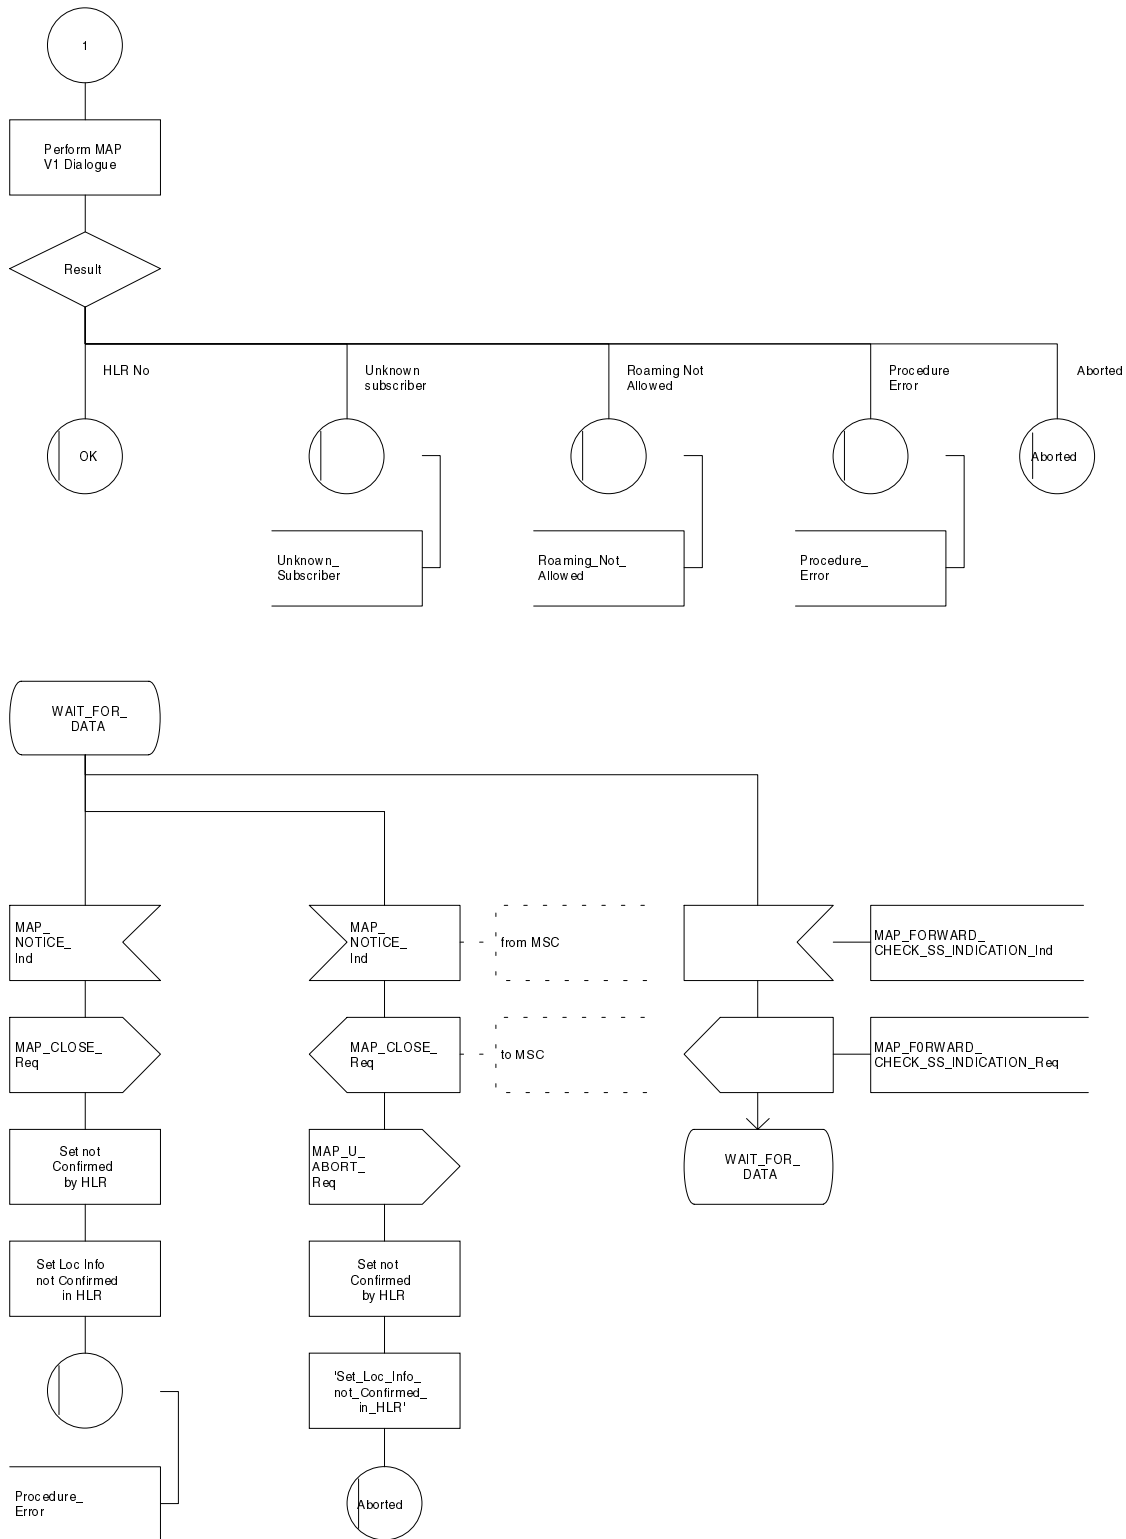 1
Perform MAP
V1 Dialogue
Result
HLR No
Unknown
subscriber
Roaming Not
Allowed
Procedure
Error
Aborted
OK
Aborted
Unknown_
Subscriber
Roaming_Not_
Allowed
Procedure_
Error
WAIT_FOR_
DATA
MAP_
NOTICE_
Ind
MAP_
NOTICE_
Ind
from MSC
MAP_FORWARD_
CHECK_SS_INDICATION_Ind
MAP_CLOSE_
Req
MAP_CLOSE_
Req
to MSC
MAP_F0RWARD_
CHECK_SS_INDICATION_Req
Set not
Confirmed
by HLR
MAP_U_
ABORT_
Req
WAIT_FOR_
DATA
Set Loc Info
not Confirmed
in HLR
Set not
Confirmed
by HLR
'Set_Loc_Info_
not_Confirmed_
in_HLR'
Procedure_
Error
Aborted